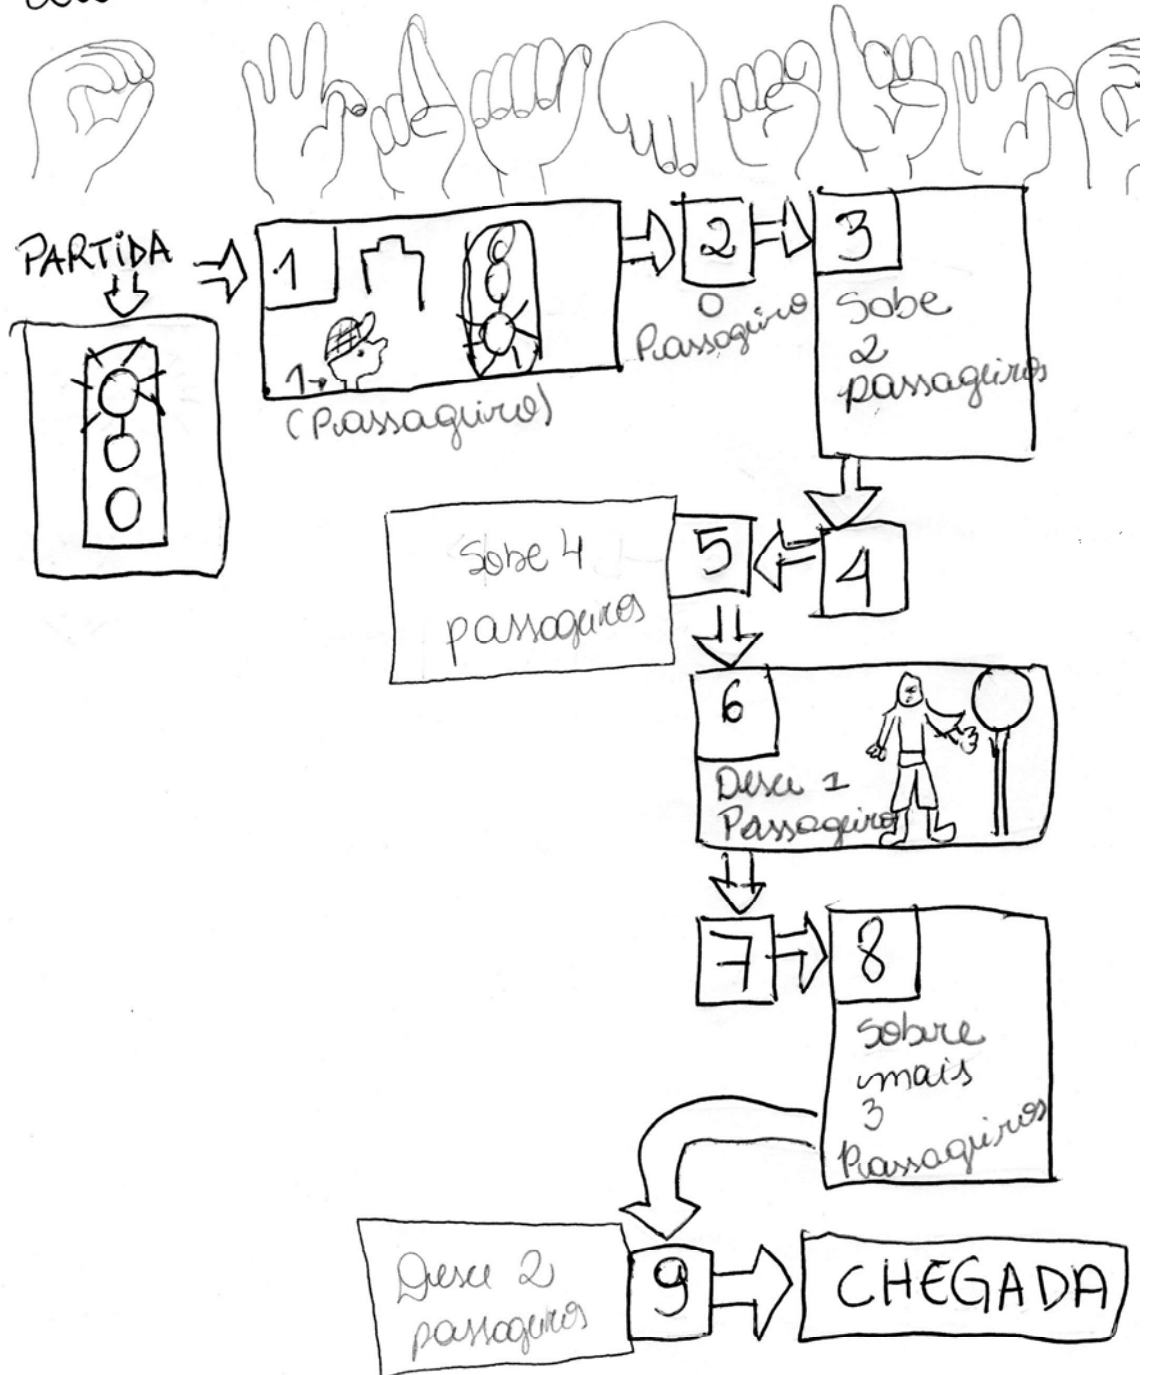 PARTIDA
1
1
(Passageiro)
2
0
Passageiro
3
Sobe
2
passageiros
4
5
Sobe 4
passageiros
6
Desce 1
Passageiro
7
8
Sobre
mais
3
Passageiros
9
Desce 2
passageiros
CHEGADA